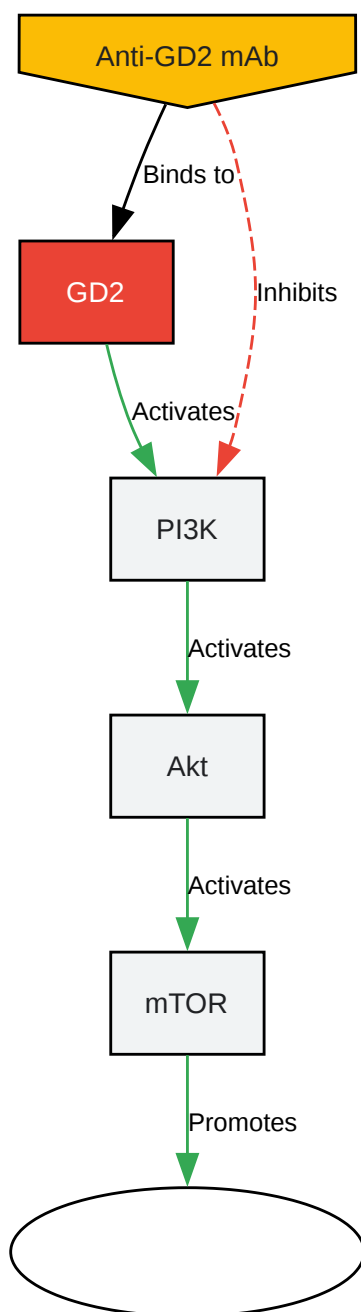 Anti-GD2 mAb
Binds to
GD2
Inhibits
Activates
PI3K
Activates
Akt
Activates
mTOR
Promotes